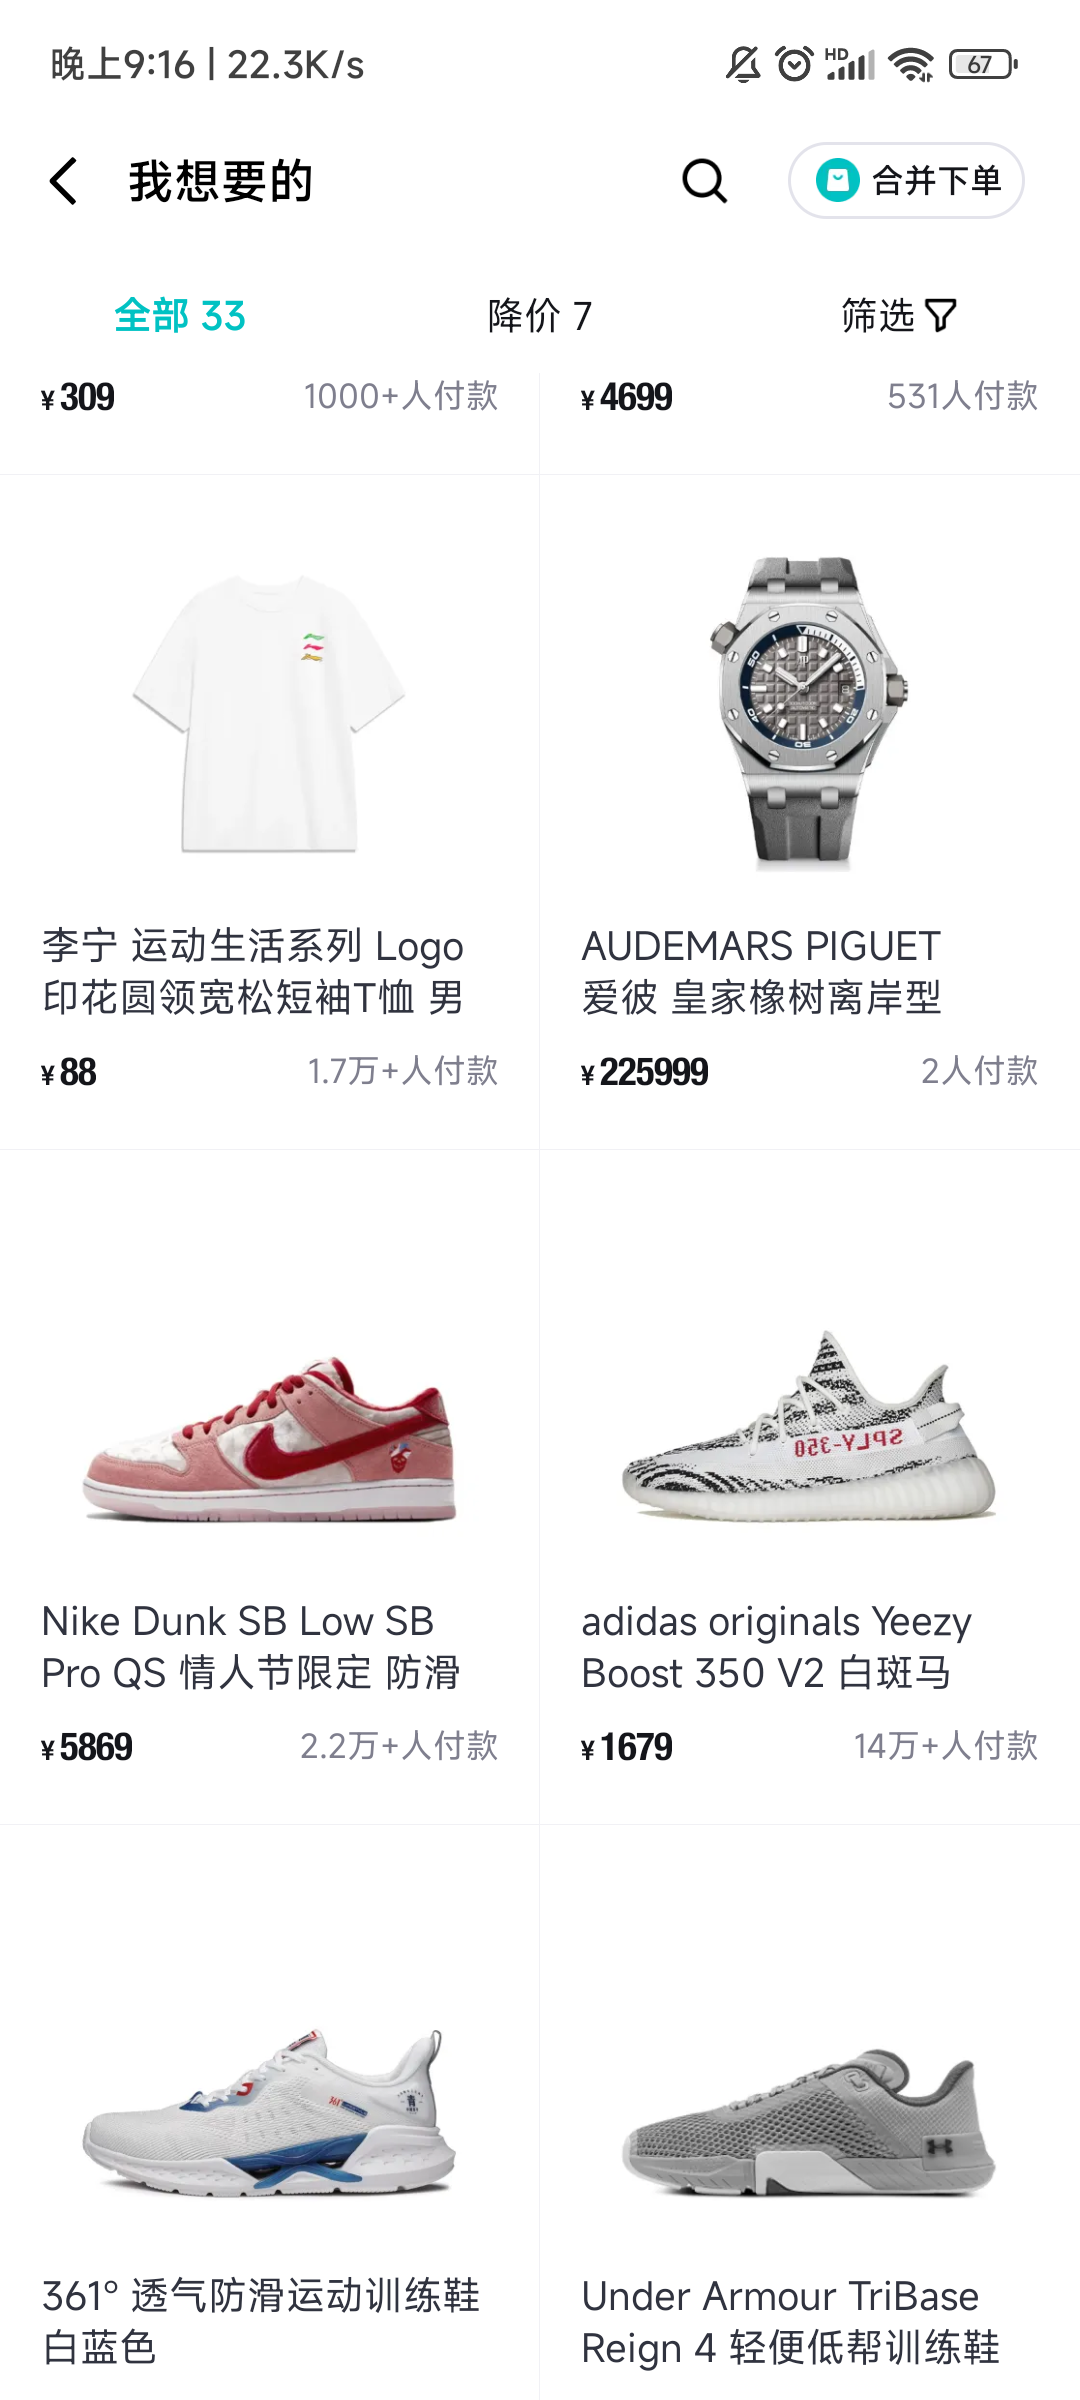 晚上9:16 | 22.3K/s
HD
67
我想要的
合并下单
全部 33
降价 7
筛选
¥309
1000+人付款
¥4699
531人付款
李宁 运动生活系列 Logo
印花圆领宽松短袖T恤 男
¥88
1.7万+人付款
AUDEMARS PIGUET
爱彼 皇家橡树离岸型
¥225999
2人付款
Nike Dunk SB Low SB
Pro QS 情人节限定 防滑
¥5869
2.2万+人付款
SPLY-350
adidas originals Yeezy
Boost 350 V2 白斑马
¥1679
14万+人付款
361° 透气防滑运动训练鞋
白蓝色
Under Armour TriBase
Reign 4 轻便低帮训练鞋